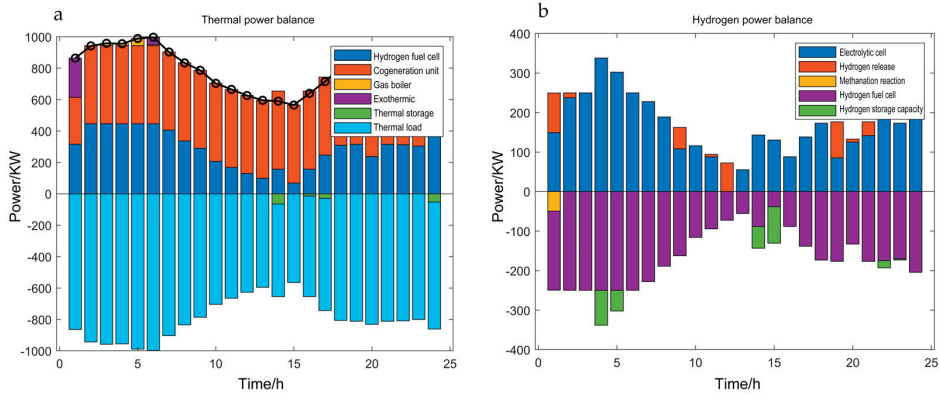 a
Thermal power balance
1000
800
600
400
200
0
-200
-400
-600
-800
-1000
Power/KW
0 5 10 15 20 25
Time/h
Hydrogen fuel cell
Cogeneration unit
Gas boiler
Exothermic
Thermal storage
Thermal load
b
Hydrogen power balance
400
300
200
100
0
-100
-200
-300
-400
Power/KW
0 5 10 15 20 25
Time/h
Electrolytic cell
Hydrogen release
Methanation reaction
Hydrogen fuel cell
Hydrogen storage capacity